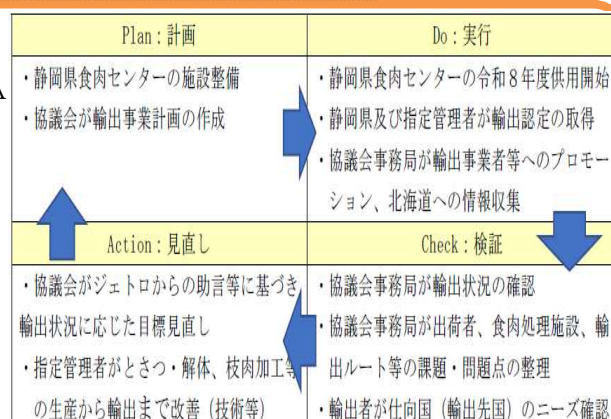 Plan：計画
・静岡県食肉センターの施設整備
・協議会が輸出事業計画の作成
Do：実行
・静岡県食肉センターの令和８年度供用開始
・静岡県及び指定管理者が輸出認定の取得
・協議会事務局が輸出事業者等へのプロモー
ション、北海道への情報収集
Check：検証
・協議会事務局が輸出状況の確認
・協議会事務局が出荷者、食肉処理施設、輸
出ルート等の課題・問題点の整理
・輸出者が仕向国（輸出先国）のニーズ確認
Action：見直し
・協議会がジェトロからの助言等に基づき
輸出状況に応じた目標見直し
・指定管理者がとさつ・解体、枝肉加工等
の生産から輸出まで改善（技術等）